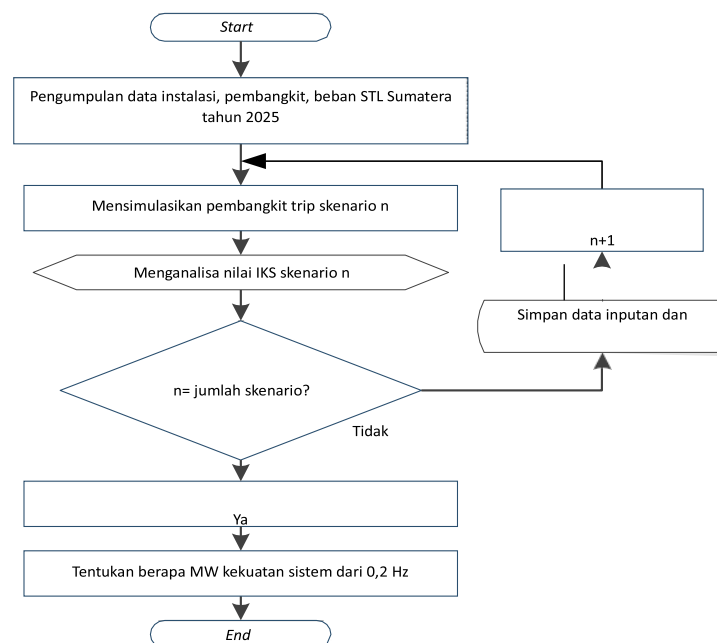 Start
Pengumpulan data instalasi, pembangkit, beban STL Sumatera
tahun 2025
Mensimulasikan pembangkit trip skenario n
n+1
Menganalisa nilai IKS skenario n
Simpan data inputan dan
n= jumlah skenario?
Tidak
Ya
Tentukan berapa MW kekuatan sistem dari 0,2 Hz
End